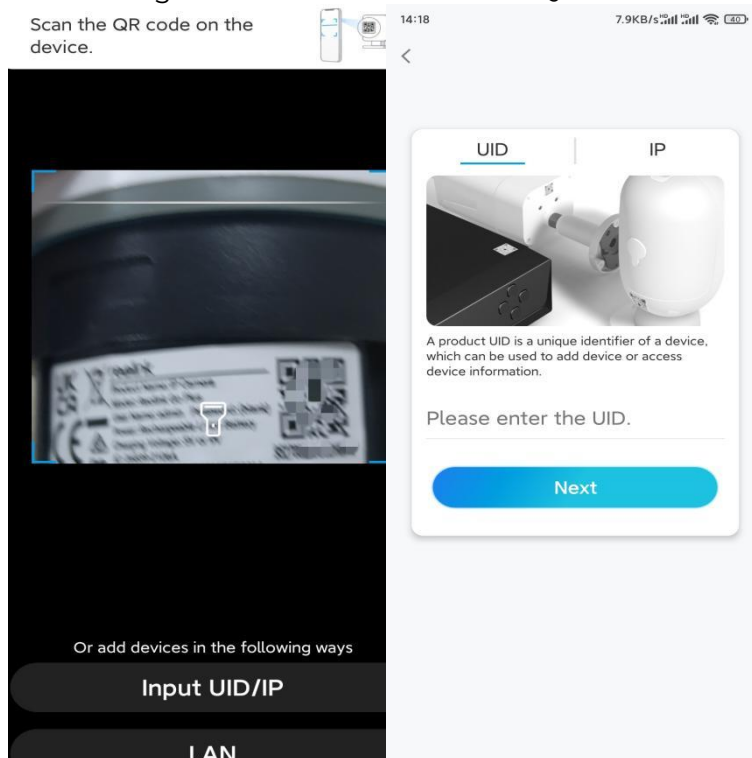 Scan the QR code on the
device.
Or add devices in the following ways
Input UID/IP
LAN
14:18
7.9KB/s
40
UID
IP
A product UID is a unique identifier of a device,
which can be used to add device or access
device information.
Please enter the UID.
Next